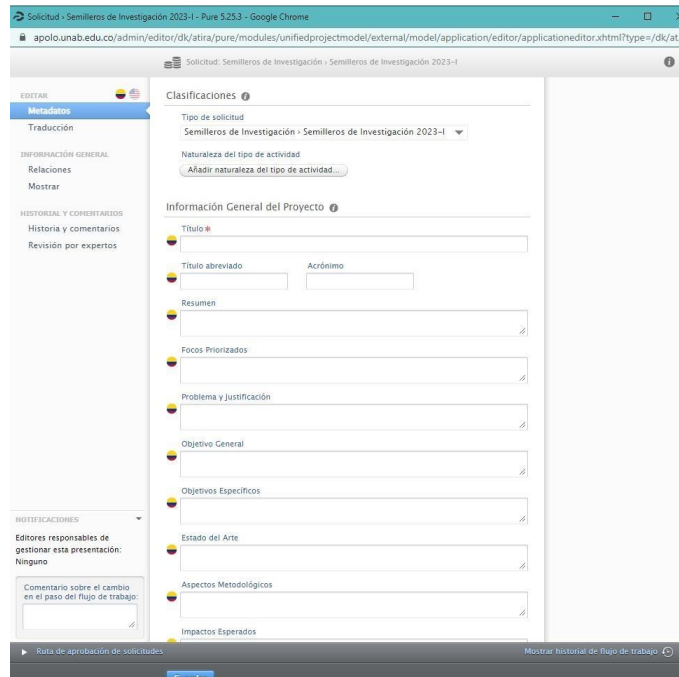 Solicitud › Semilleros de Investigación 2023-I - Pure 5.25.3 - Google Chrome
apolo.unab.edu.co/admin/editor/dk/atira/pure/modules/unifiedprojectmodel/external/model/application/editor/applicationeditor.xhtml?type=/dk/at
Solicitud: Semilleros de Investigación › Semilleros de Investigación 2023-I
EDITAR
Metadatos
Traducción
INFORMACIÓN GENERAL
Relaciones
Mostrar
HISTORIAL Y COMENTARIOS
Historia y comentarios
Revisión por expertos
NOTIFICACIONES
Editores responsables de
gestionar esta presentación:
Ninguno
Comentario sobre el cambio
en el paso del flujo de trabajo:
Clasificaciones
Tipo de solicitud
Semilleros de Investigación › Semilleros de Investigación 2023-I
Naturaleza del tipo de actividad
Añadir naturaleza del tipo de actividad...
Información General del Proyecto
Título *
Título abreviado Acrónimo
Resumen
Focos Priorizados
Problema y Justificación
Objetivo General
Objetivos Específicos
Estado del Arte
Aspectos Metodológicos
Impactos Esperados
Ruta de aprobación de solicitudes
Mostrar historial de flujo de trabajo